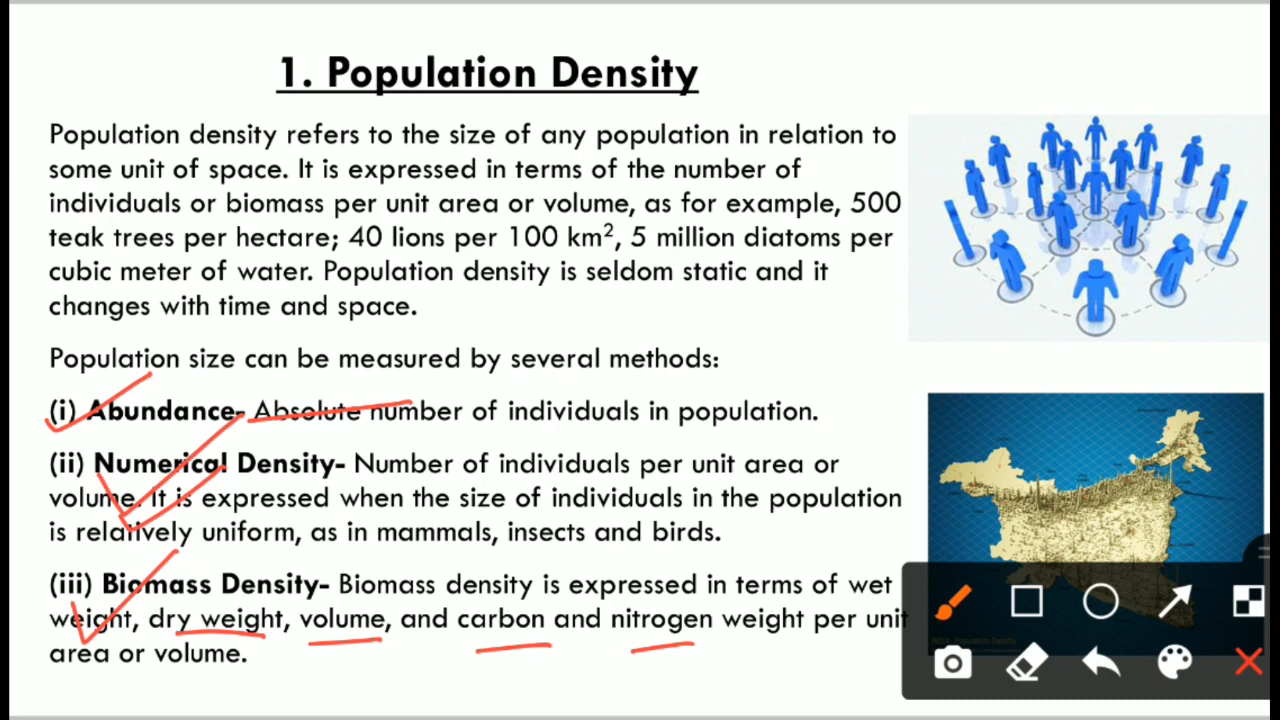 1. Population Density
Population density refers to the size of any population in relation to
some unit of space. It is expressed in terms of the number of
individuals or biomass per unit area or volume, as for example, 500
teak trees per hectare; 40 lions per 100 km², 5 million diatoms per
cubic meter of water. Population density is seldom static and it
changes with time and space.
Population size can be measured by several methods:
(i) Abundance- Absolute number of individuals in population.
(ii) Numerical Density- Number of individuals per unit area or
volume. It is expressed when the size of individuals in the population
is relatively uniform, as in mammals, insects and birds.
(iii) Biomass Density- Biomass density is expressed in terms of wet
weight, dry weight, volume, and carbon and nitrogen weight per unit
area or volume.